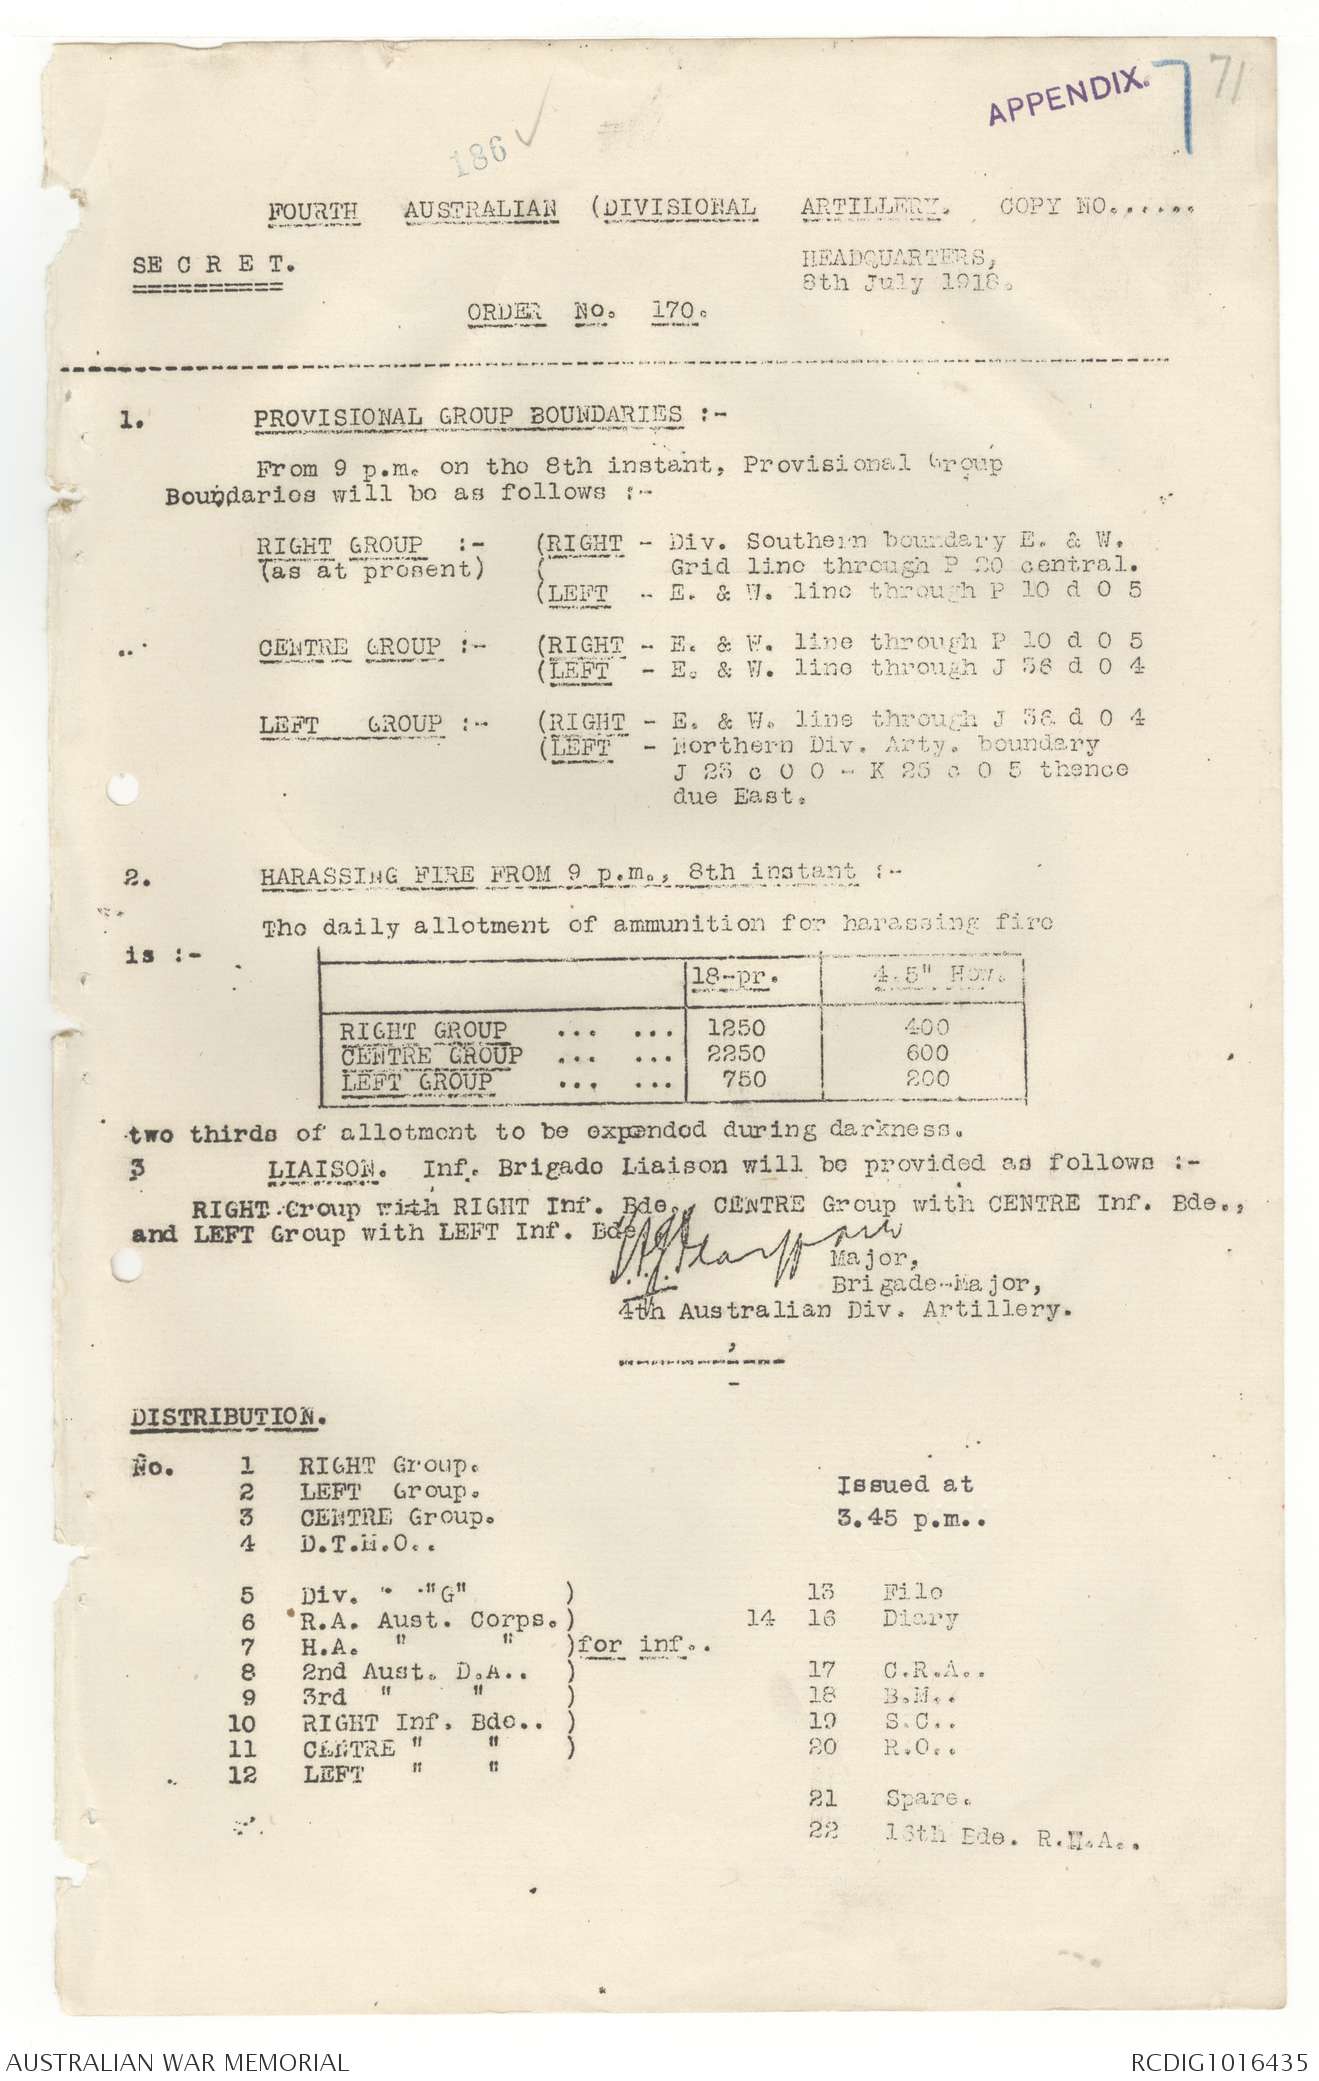 APPENDIX. 7 71
186
FOURTH AUSTRALIAN (DIVISIONAL ARTILLERY. COPY NO......
SE C R E T.
HEADQUARTERS,
8th July 1918.
ORDER No. 170.
1. PROVISIONAL GROUP BOUNDARIES :-
From 9 p.m. on the 8th instant, Provisional Group
Boundaries will be as follows :-
RIGHT GROUP :- (RIGHT - Div. Southern boundary E. & W.
(as at present) ( Grid line through P 20 central.
(LEFT - E. & W. line through P 10 d 0 5
CENTRE GROUP :- (RIGHT - E. & W. line through P 10 d 0 5
(LEFT - E. & W. line through J 36 d 0 4
LEFT GROUP :- (RIGHT - E. & W. line through J 36 d 0 4
(LEFT - Northern Div. Arty. boundary
J 23 c 0 0 - K 25 c 0 5 thence
due East.
2. HARASSING FIRE FROM 9 p.m., 8th instant :-
The daily allotment of ammunition for harassing fire
is :-
18-pr. 4.5" How.
RIGHT GROUP ... ... 1250 400
CENTRE GROUP ... ... 2250 600
LEFT GROUP ... ... 750 200
two thirds of allotment to be expended during darkness.
3 LIAISON. Inf. Brigade Liaison will be provided as follows :-
RIGHT Group with RIGHT Inf. Bde., CENTRE Group with CENTRE Inf. Bde.,
and LEFT Group with LEFT Inf. Bde
Major,
Brigade-Major,
4th Australian Div. Artillery.
DISTRIBUTION.
No. 1 RIGHT Group.
2 LEFT Group.
3 CENTRE Group.
4 D.T.M.O..
Issued at
3.45 p.m..
5 Div. " "G" )
6 R.A. Aust. Corps.)
7 H.A. " " )for inf..
8 2nd Aust. D.A.. )
9 3rd " " )
10 RIGHT Inf. Bde.. )
11 CENTRE " " )
12 LEFT " "
13 File
14 16 Diary
17 C.R.A..
18 B.M..
19 S.C..
20 R.O..
21 Spare.
22 16th Bde. R.H.A..
AUSTRALIAN WAR MEMORIAL
RCDIG1016435